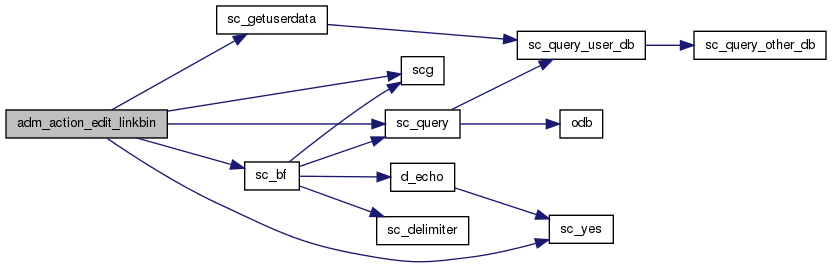 sc_getuserdata
sc_query_user_db
sc_query_other_db
scg
adm_action_edit_linkbin
sc_query
odb
sc_bf
cl_echo
sc_delimiter
sc_yes